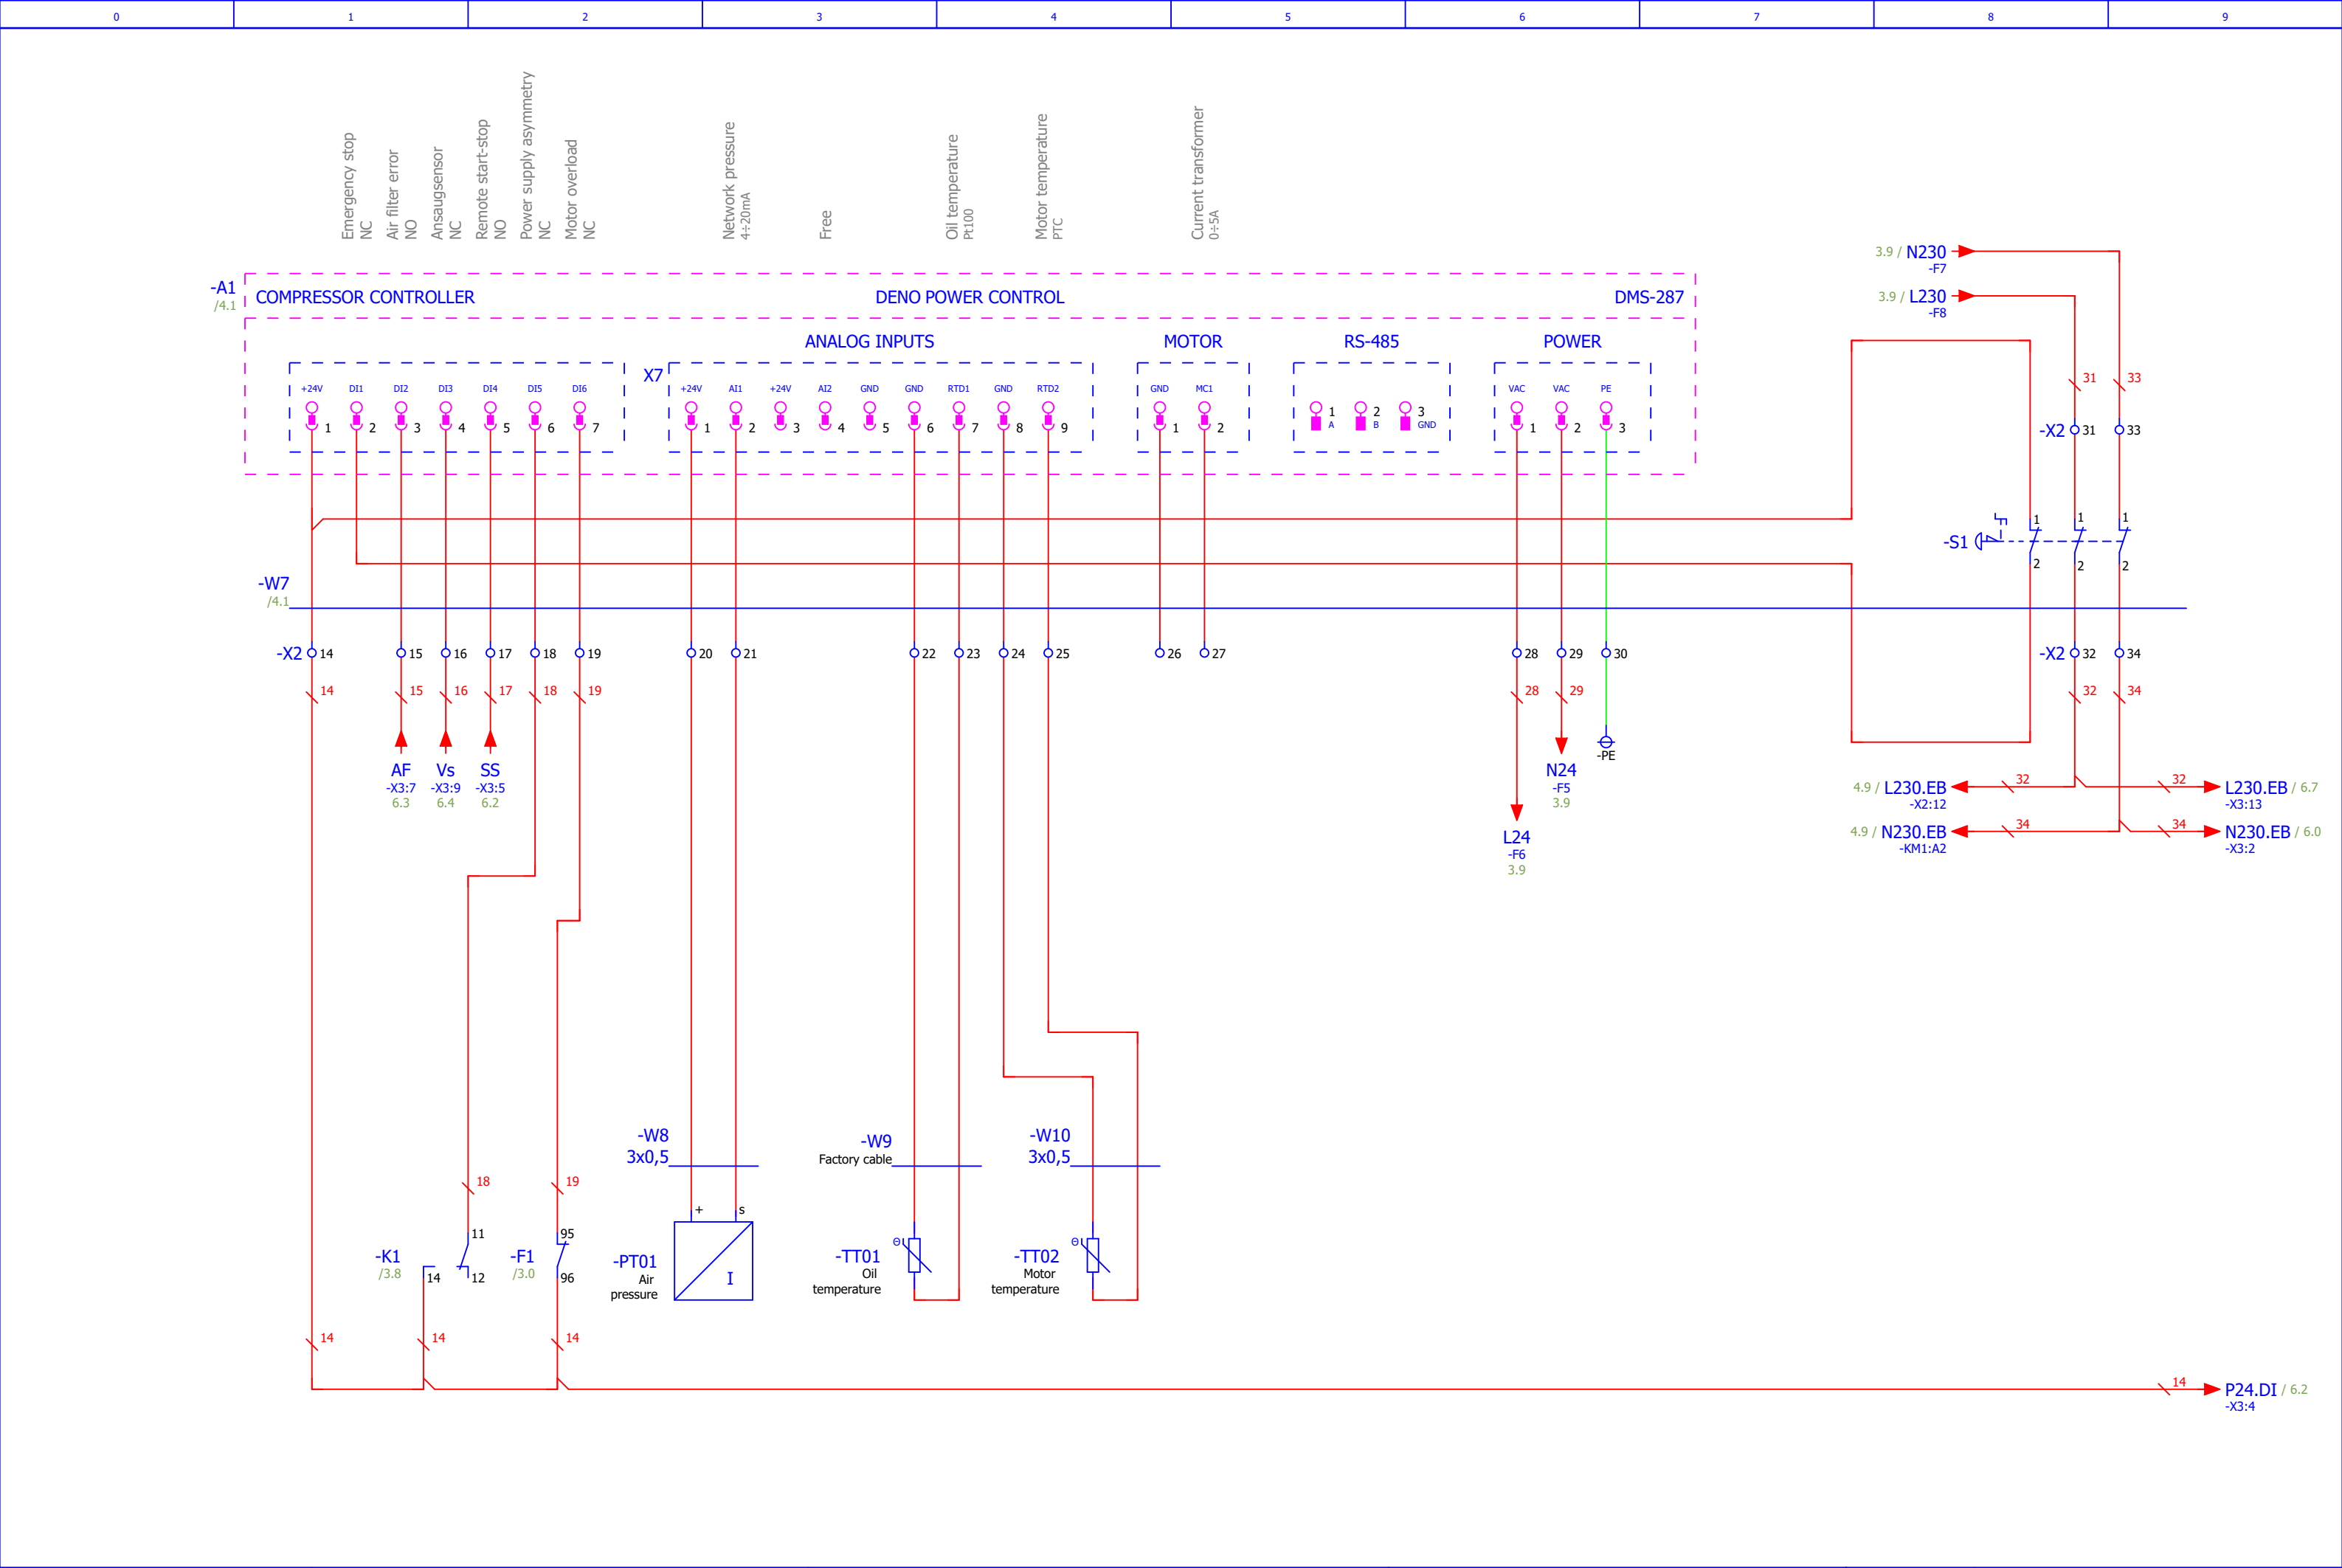 0 1 2 3 4 5 6 7 8 9
Emergency stop
NC
Air filter error
NO
Ansaugsensor
NC
Remote start-stop
NO
Power supply asymmetry
NC
Motor overload
NC
Network pressure
4÷20mA
Free
Oil temperature
Pt100
Motor temperature
PTC
Current transformer
0÷5A
3.9 / N230
-F7
3.9 / L230
-F8
-A1
/4.1
COMPRESSOR CONTROLLER DENO POWER CONTROL DMS-287
ANALOG INPUTS MOTOR RS-485 POWER
X7
+24V DI1 DI2 DI3 DI4 DI5 DI6 +24V AI1 +24V AI2 GND GND RTD1 GND RTD2 GND MC1 VAC VAC PE
1 2 3 4 5 6 7 1 2 3 4 5 6 7 8 9 1 2 1 2 3 1 2 3
A B GND
31 33
-X2 31 33
-S1
1 1 1
2 2 2
-W7
/4.1
-X2 14 15 16 17 18 19 20 21 22 23 24 25 26 27 28 29 30 -X2 32 34
14 15 16 17 18 19 28 29 32 34
AF Vs SS
-X3:7 -X3:9 -X3:5
6.3 6.4 6.2
N24
-F5
3.9
-PE
L24
-F6
3.9
4.9 / L230.EB 32 32 L230.EB / 6.7
-X2:12 -X3:13
4.9 / N230.EB 34 34 N230.EB / 6.0
-KM1:A2 -X3:2
-W8
3x0,5
-W9
Factory cable
-W10
3x0,5
18 19
-K1
/3.8
11
14 12
-F1
/3.0
95
96
-PT01
Air
pressure
+ s
I
-TT01
Oil
temperature
Θ
-TT02
Motor
temperature
Θ
14 14 14
14 P24.DI / 6.2
-X3:4